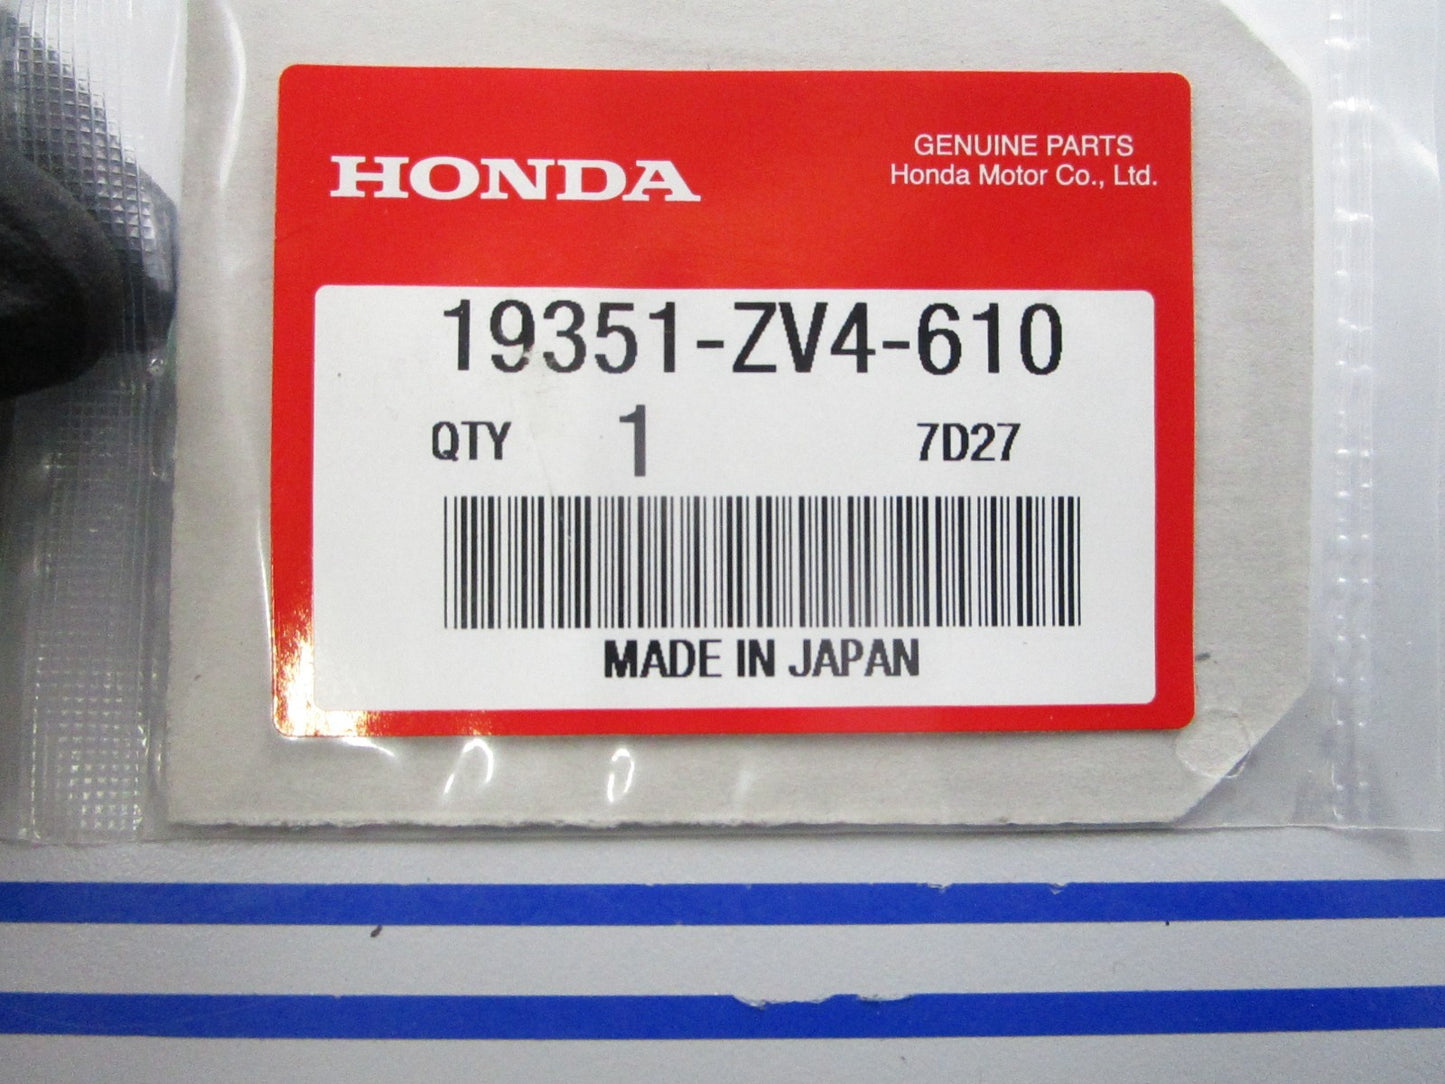 HONDA
GENUINE PARTS
Honda Motor Co., Ltd.
19351-ZV4-610
QTY 1 7D27
MADE IN JAPAN